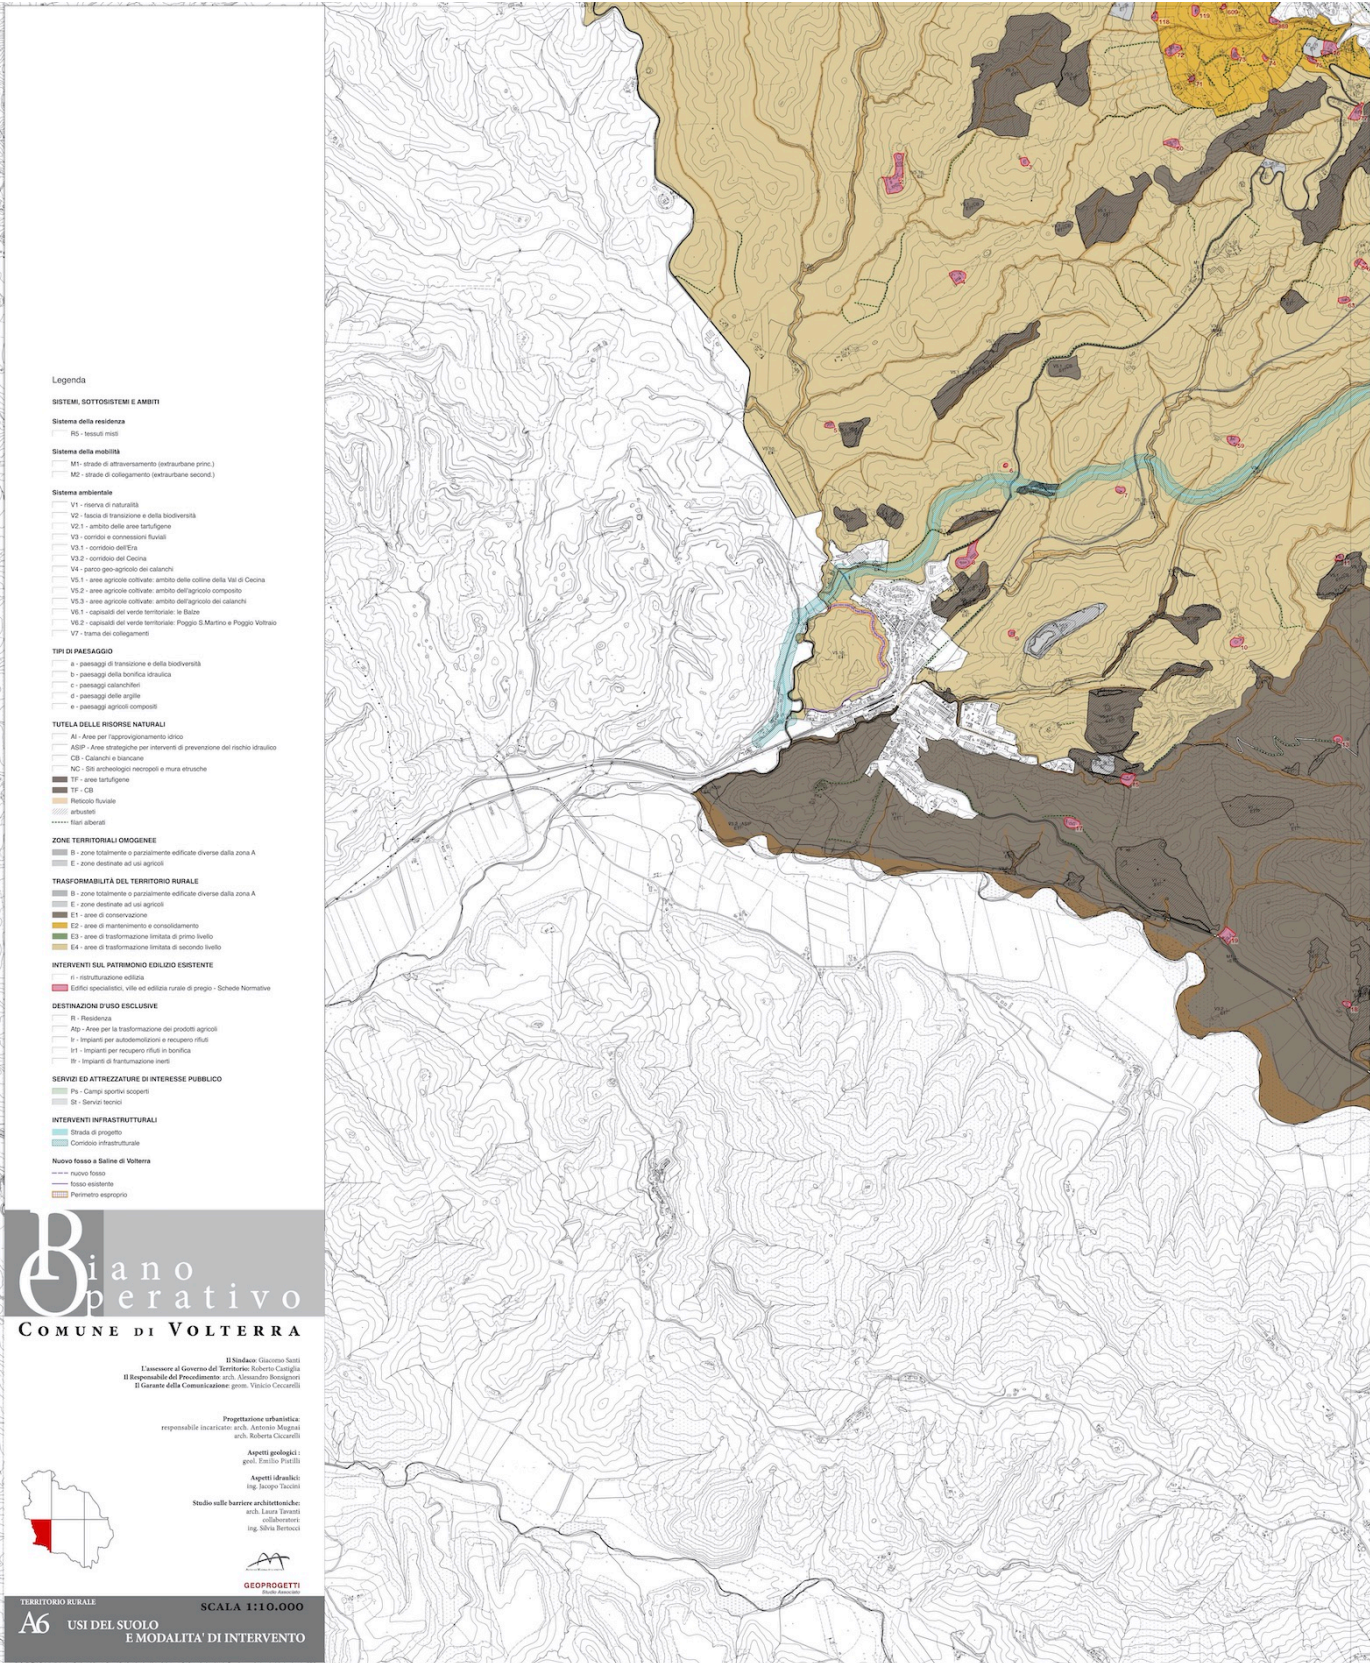 Legenda
SISTEMI, SOTTOSISTEMI E AMBITI
Sistema della residenza
R5 - tessuti misti
Sistema della mobilità
M1- strade di attraversamento (extraurbane princ.)
M2 - strade di collegamento (extraurbane second.)
Sistema ambientale
V1 - riserva di naturalità
V2 - fascia di transizione e della biodiversità
V2.1 - ambito delle aree tartufigene
V3 - corridoi e connessioni fluviali
V3.1 - corridoio dell'Era
V3.2 - corridoio del Cecina
V4 - parco geo-agricolo dei calanchi
V5.1 - aree agricole coltivate: ambito delle colline della Val di Cecina
V5.2 - aree agricole coltivate: ambito dell'agricolo composito
V5.3 - aree agricole coltivate: ambito dell'agricolo dei calanchi
V6.1 - capisaldi del verde territoriale: le Balze
V6.2 - capisaldi del verde territoriale: Poggio S.Martino e Poggio Voltraio
V7 - trama dei collegamenti
TIPI DI PAESAGGIO
a - paesaggi di transizione e della biodiversità
b - paesaggi della bonifica idraulica
c - paesaggi calanchiferi
d - paesaggi delle argille
e - paesaggi agricoli compositi
TUTELA DELLE RISORSE NATURALI
AI - Aree per l'approvigionamento idrico
ASIP - Aree strategiche per interventi di prevenzione del rischio idraulico
CB - Calanchi e biancane
NC - Siti archeologici necropoli e mura etrusche
TF - aree tartufigene
TF - CB
Reticolo fluviale
arbusteti
filari alberati
ZONE TERRITORIALI OMOGENEE
B - zone totalmente o parzialmente edificate diverse dalla zona A
E - zone destinate ad usi agricoli
TRASFORMABILITÀ DEL TERRITORIO RURALE
B - zone totalmente o parzialmente edificate diverse dalla zona A
E - zone destinate ad usi agricoli
E1 - aree di conservazione
E2 - aree di mantenimento e consolidamento
E3 - aree di trasformazione limitata di primo livello
E4 - aree di trasformazione limitata di secondo livello
INTERVENTI SUL PATRIMONIO EDILIZIO ESISTENTE
ri - ristrutturazione edilizia
Edifici specialistici, ville ed edilizia rurale di pregio - Schede Normative
DESTINAZIONI D'USO ESCLUSIVE
R - Residenza
Atp - Aree per la trasformazione dei prodotti agricoli
Ir - Impianti per autodemolizioni e recupero rifiuti
Ir1 - Impianti per recupero rifiuti in bonifica
Ifr - Impianti di frantumazione inerti
SERVIZI ED ATTREZZATURE DI INTERESSE PUBBLICO
Ps - Campi sportivi scoperti
St - Servizi tecnici
INTERVENTI INFRASTRUTTURALI
Strada di progetto
Corridoio infrastrutturale
Nuovo fosso a Saline di Volterra
nuovo fosso
fosso esistente
Perimetro esproprio
Piano
Operativo
COMUNE DI VOLTERRA
Il Sindaco: Giacomo Santi
L'assessore al Governo del Territorio: Roberto Castiglia
Il Responsabile del Procedimento: arch. Alessandro Bonsignori
Il Garante della Comunicazione: geom. Vinicio Ceccarelli
Progettazione urbanistica:
responsabile incaricato: arch. Antonio Mugnai
arch. Roberta Ciccarelli
Aspetti geologici :
geol. Emilio Pistilli
Aspetti idraulici:
ing. Jacopo Taccini
Studio sulle barriere architettoniche:
arch. Laura Tavanti
collaboratori:
ing. Silvia Bertocci
GEOPROGETTI
Studio Associato
TERRITORIO RURALE
SCALA 1:10.000
A6 USI DEL SUOLO
E MODALITA' DI INTERVENTO